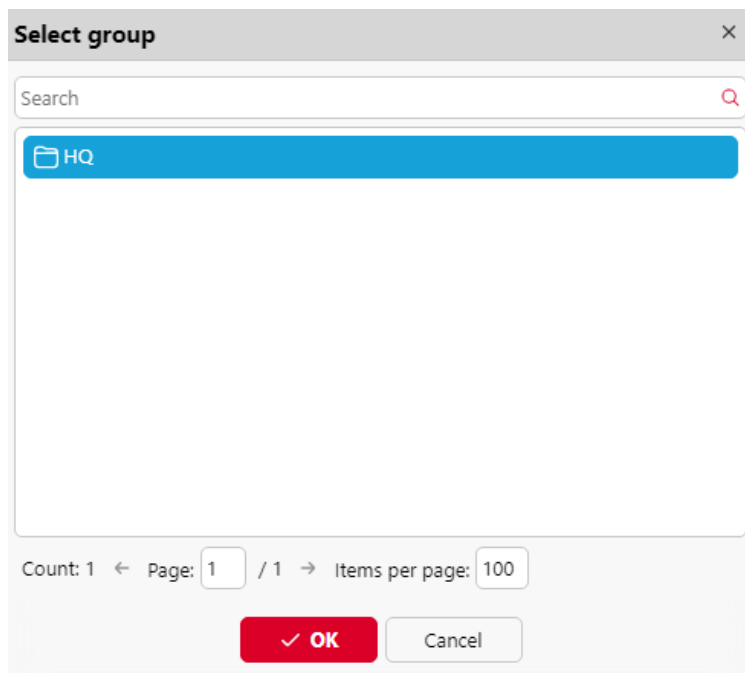 Select group
Search
HQ
Count: 1 ← Page: 1 / 1 → Items per page: 100
✓ OK Cancel